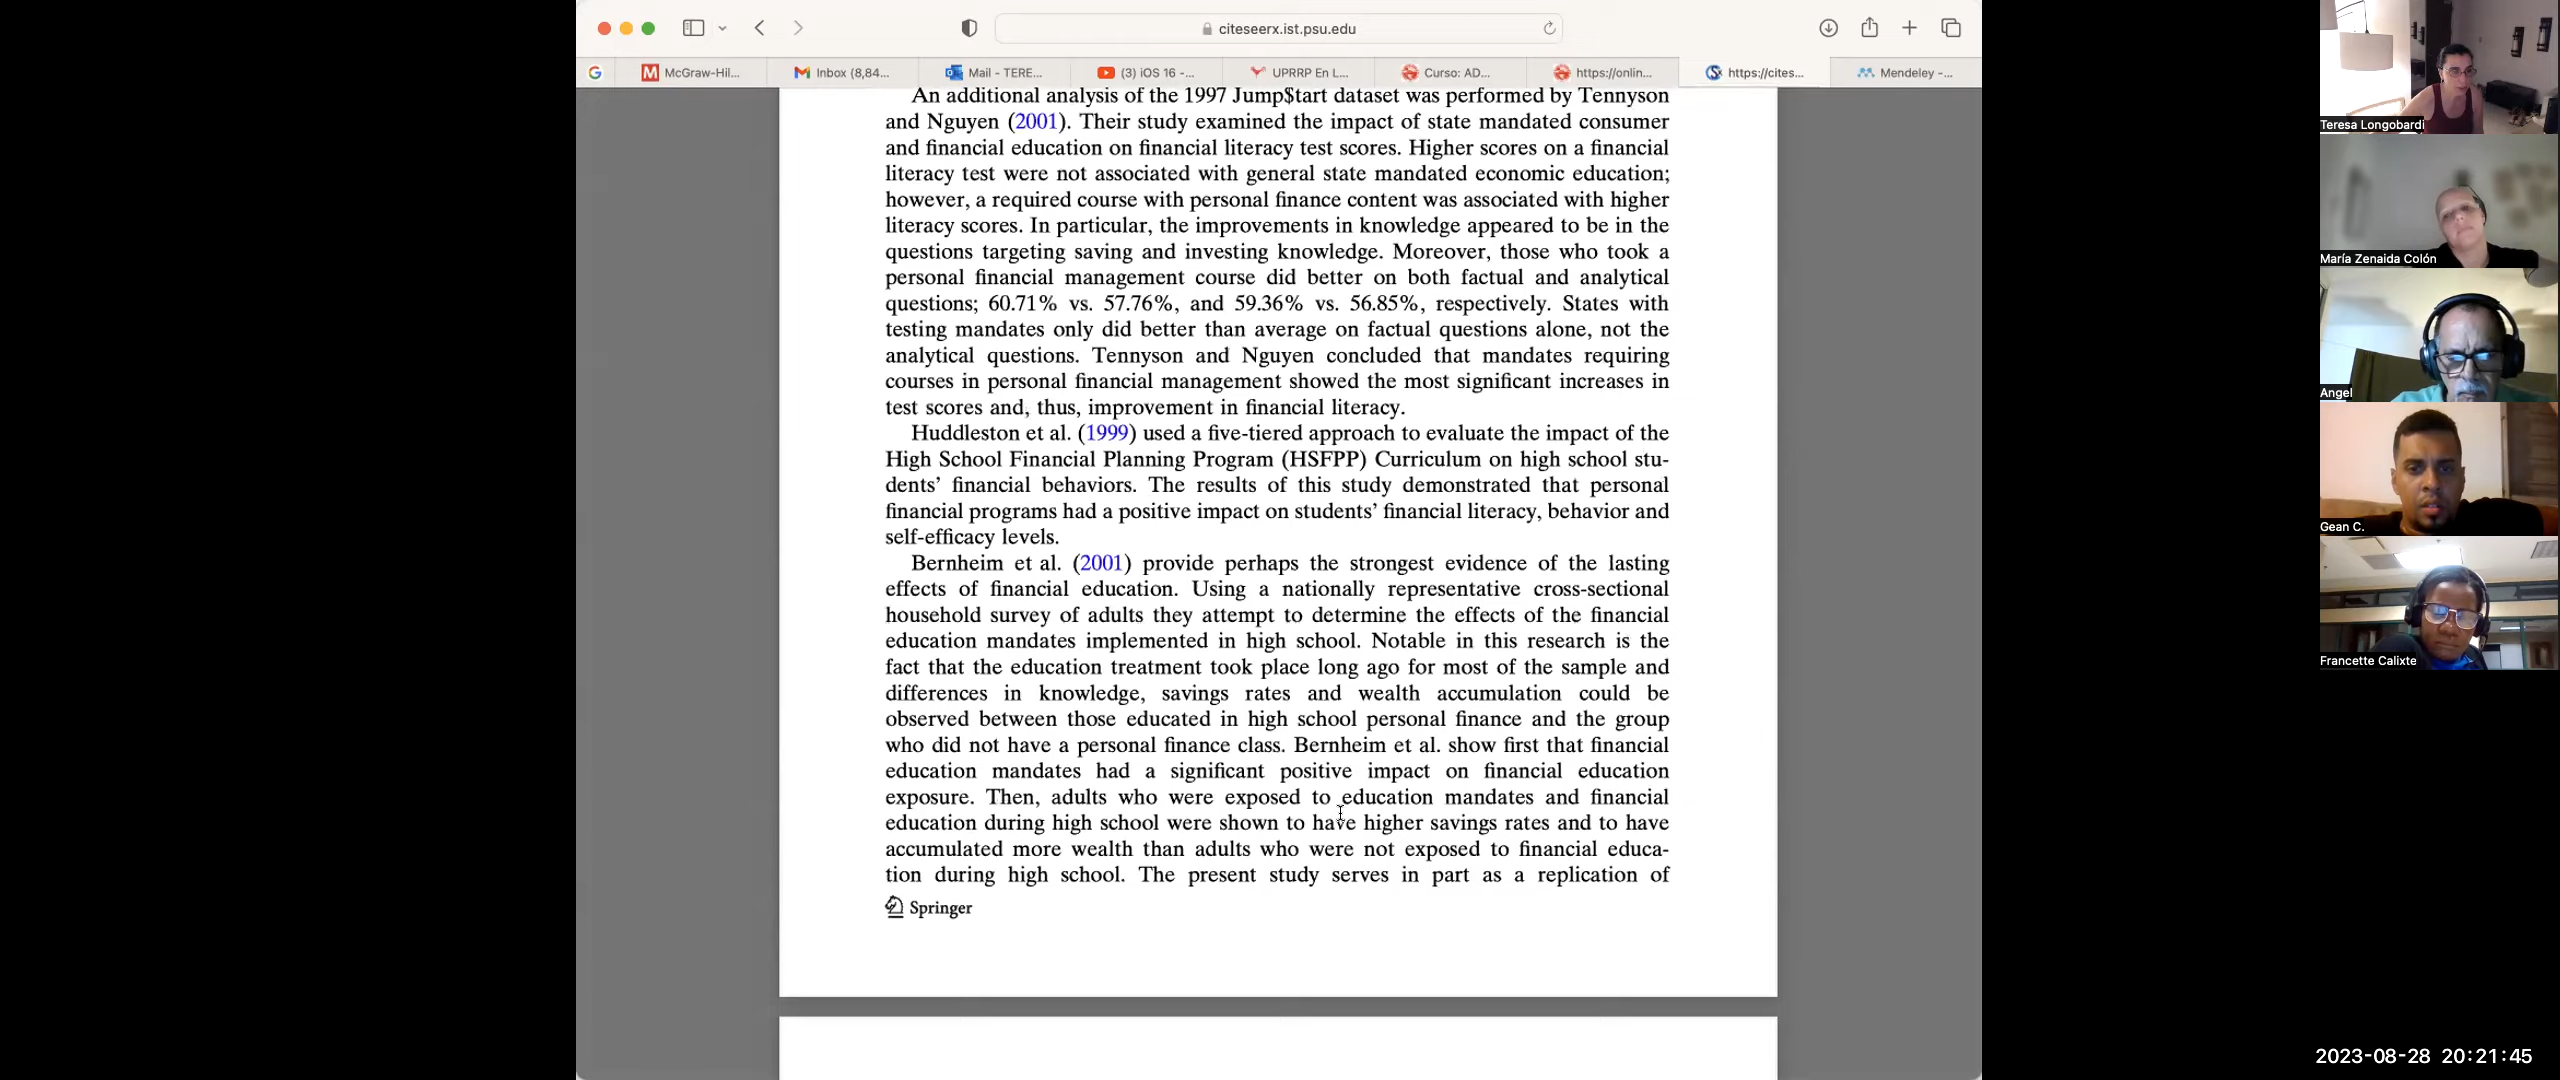 citeseerx.ist.psu.edu
McGraw-Hil...
Inbox (8,84...
Mail - TERE...
(3) iOS 16 -...
UPRRP En L...
Curso: AD...
https://onlin...
https://cites...
Mendeley -...
An additional analysis of the 1997 Jump$tart dataset was performed by Tennyson
and Nguyen (2001). Their study examined the impact of state mandated consumer
and financial education on financial literacy test scores. Higher scores on a financial
literacy test were not associated with general state mandated economic education;
however, a required course with personal finance content was associated with higher
literacy scores. In particular, the improvements in knowledge appeared to be in the
questions targeting saving and investing knowledge. Moreover, those who took a
personal financial management course did better on both factual and analytical
questions; 60.71% vs. 57.76%, and 59.36% vs. 56.85%, respectively. States with
testing mandates only did better than average on factual questions alone, not the
analytical questions. Tennyson and Nguyen concluded that mandates requiring
courses in personal financial management showed the most significant increases in
test scores and, thus, improvement in financial literacy.
Huddleston et al. (1999) used a five-tiered approach to evaluate the impact of the
High School Financial Planning Program (HSFPP) Curriculum on high school stu-
dents' financial behaviors. The results of this study demonstrated that personal
financial programs had a positive impact on students' financial literacy, behavior and
self-efficacy levels.
Bernheim et al. (2001) provide perhaps the strongest evidence of the lasting
effects of financial education. Using a nationally representative cross-sectional
household survey of adults they attempt to determine the effects of the financial
education mandates implemented in high school. Notable in this research is the
fact that the education treatment took place long ago for most of the sample and
differences in knowledge, savings rates and wealth accumulation could be
observed between those educated in high school personal finance and the group
who did not have a personal finance class. Bernheim et al. show first that financial
education mandates had a significant positive impact on financial education
exposure. Then, adults who were exposed to education mandates and financial
education during high school were shown to have higher savings rates and to have
accumulated more wealth than adults who were not exposed to financial educa-
tion during high school. The present study serves in part as a replication of
Springer
Teresa Longobardi
María Zenaida Colón
Angel
Gean C.
Francette Calixte
2023-08-28 20:21:45